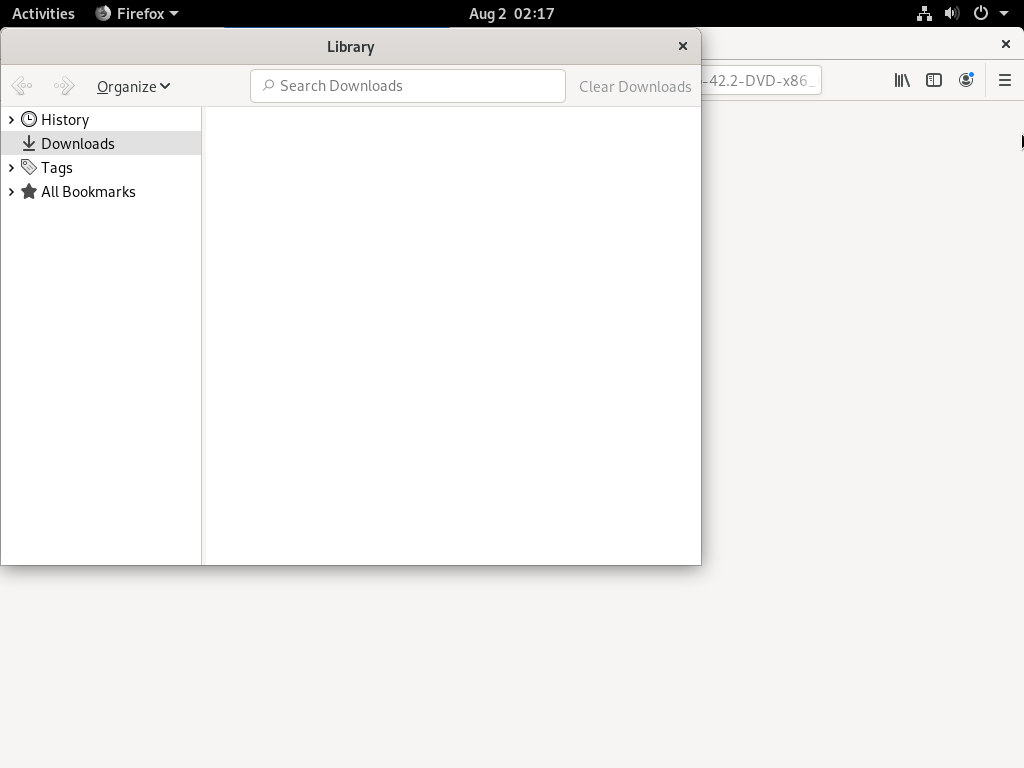 Activities Firefox Aug 2 02:17
Library
Organize Search Downloads Clear Downloads -42.2-DVD-x86_
History
Downloads
Tags
All Bookmarks